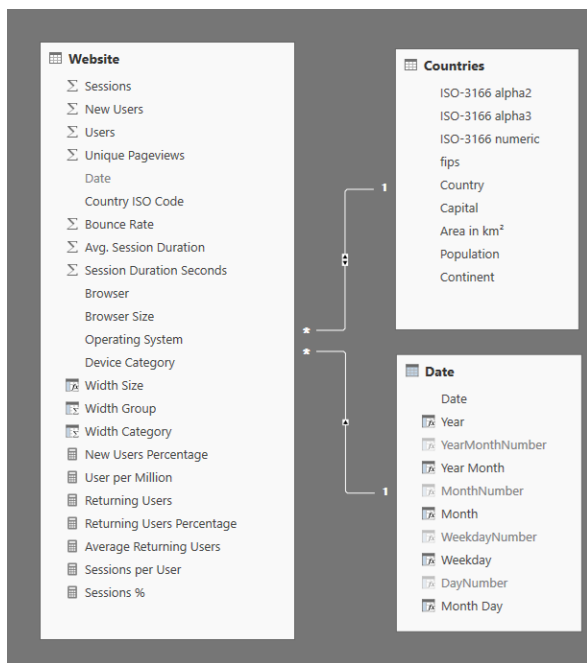 Website
Sessions
New Users
Users
Unique Pageviews
Date
Country ISO Code
Bounce Rate
Avg. Session Duration
Session Duration Seconds
Browser
Browser Size
Operating System
Device Category
Width Size
Width Group
Width Category
New Users Percentage
User per Million
Returning Users
Returning Users Percentage
Average Returning Users
Sessions per User
Sessions %
*
*
1
1
Countries
ISO-3166 alpha2
ISO-3166 alpha3
ISO-3166 numeric
fips
Country
Capital
Area in km²
Population
Continent
Date
Date
Year
YearMonthNumber
Year Month
MonthNumber
Month
WeekdayNumber
Weekday
DayNumber
Month Day